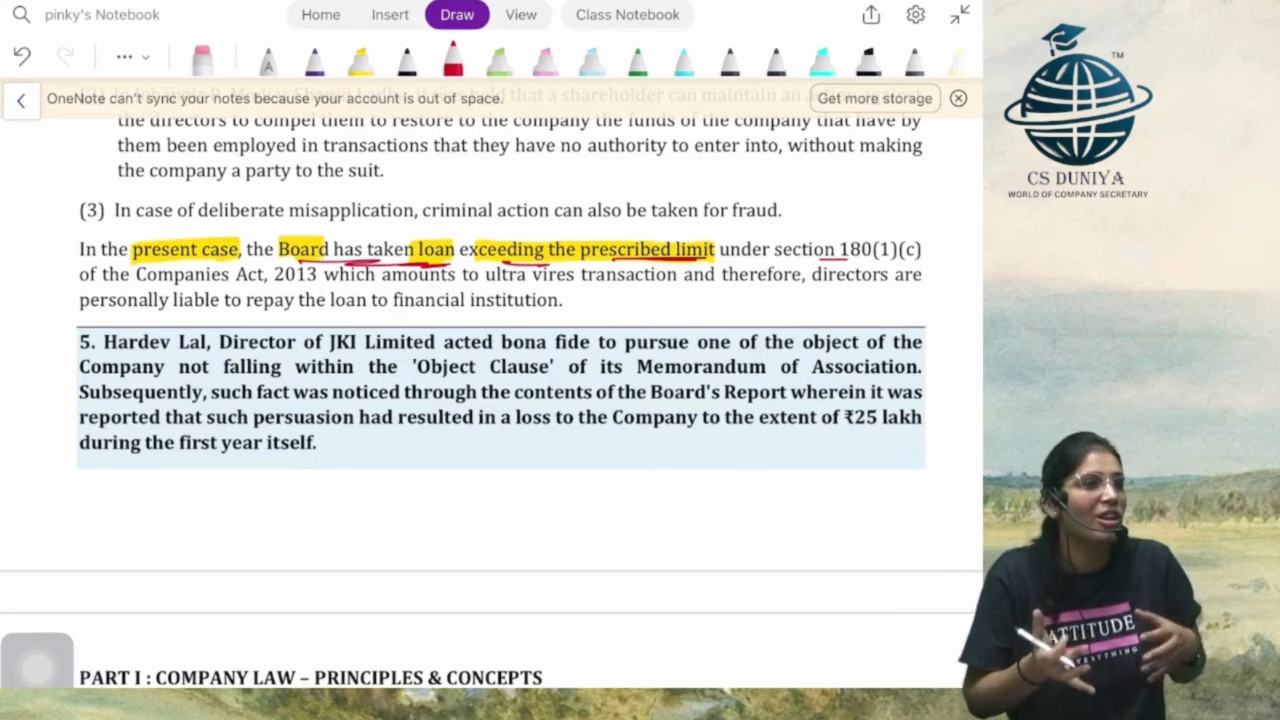 pinky's Notebook
Home Insert Draw View Class Notebook
OneNote can't sync your notes because your account is out of space.
Get more storage
that a shareholder can maintain an
the directors to compel them to restore to the company the funds of the company that have by
them been employed in transactions that they have no authority to enter into, without making
the company a party to the suit.
(3) In case of deliberate misapplication, criminal action can also be taken for fraud.
In the present case, the Board has taken loan exceeding the prescribed limit under section 180(1)(c)
of the Companies Act, 2013 which amounts to ultra vires transaction and therefore, directors are
personally liable to repay the loan to financial institution.
5. Hardev Lal, Director of JKI Limited acted bona fide to pursue one of the object of the
Company not falling within the 'Object Clause' of its Memorandum of Association.
Subsequently, such fact was noticed through the contents of the Board's Report wherein it was
reported that such persuasion had resulted in a loss to the Company to the extent of ₹25 lakh
during the first year itself.
PART I : COMPANY LAW – PRINCIPLES & CONCEPTS
TM
CS DUNIYA
WORLD OF COMPANY SECRETARY
ATTITUDE